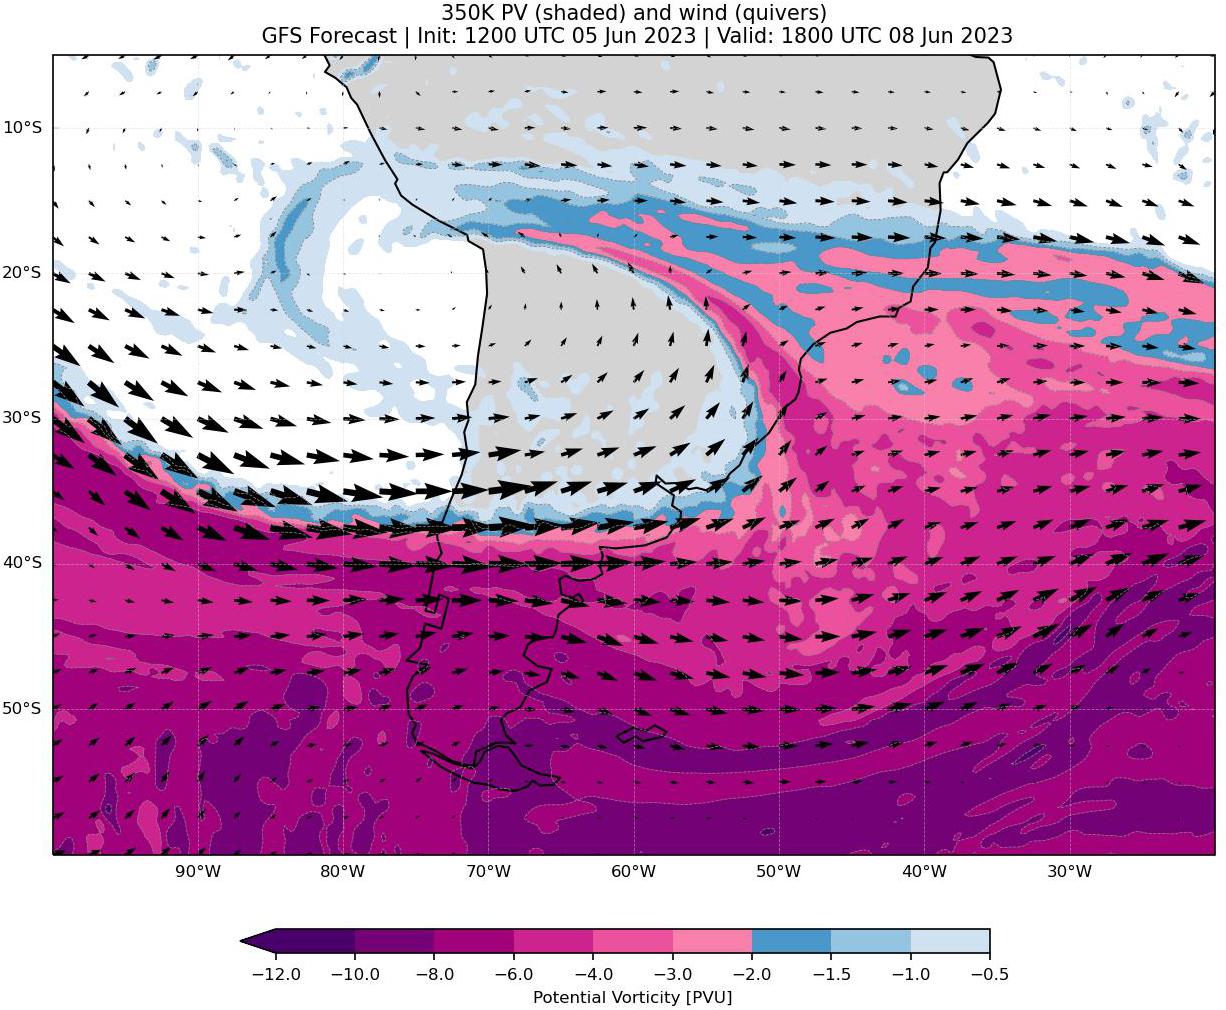 350K PV (shaded) and wind (quivers)
GFS Forecast | Init: 1200 UTC 05 Jun 2023 | Valid: 1800 UTC 08 Jun 2023
10°S
20°S
30°S
40°S
50°S
90°W 80°W 70°W 60°W 50°W 40°W 30°W
−12.0 −10.0 −8.0 −6.0 −4.0 −3.0 −2.0 −1.5 −1.0 −0.5
Potential Vorticity [PVU]